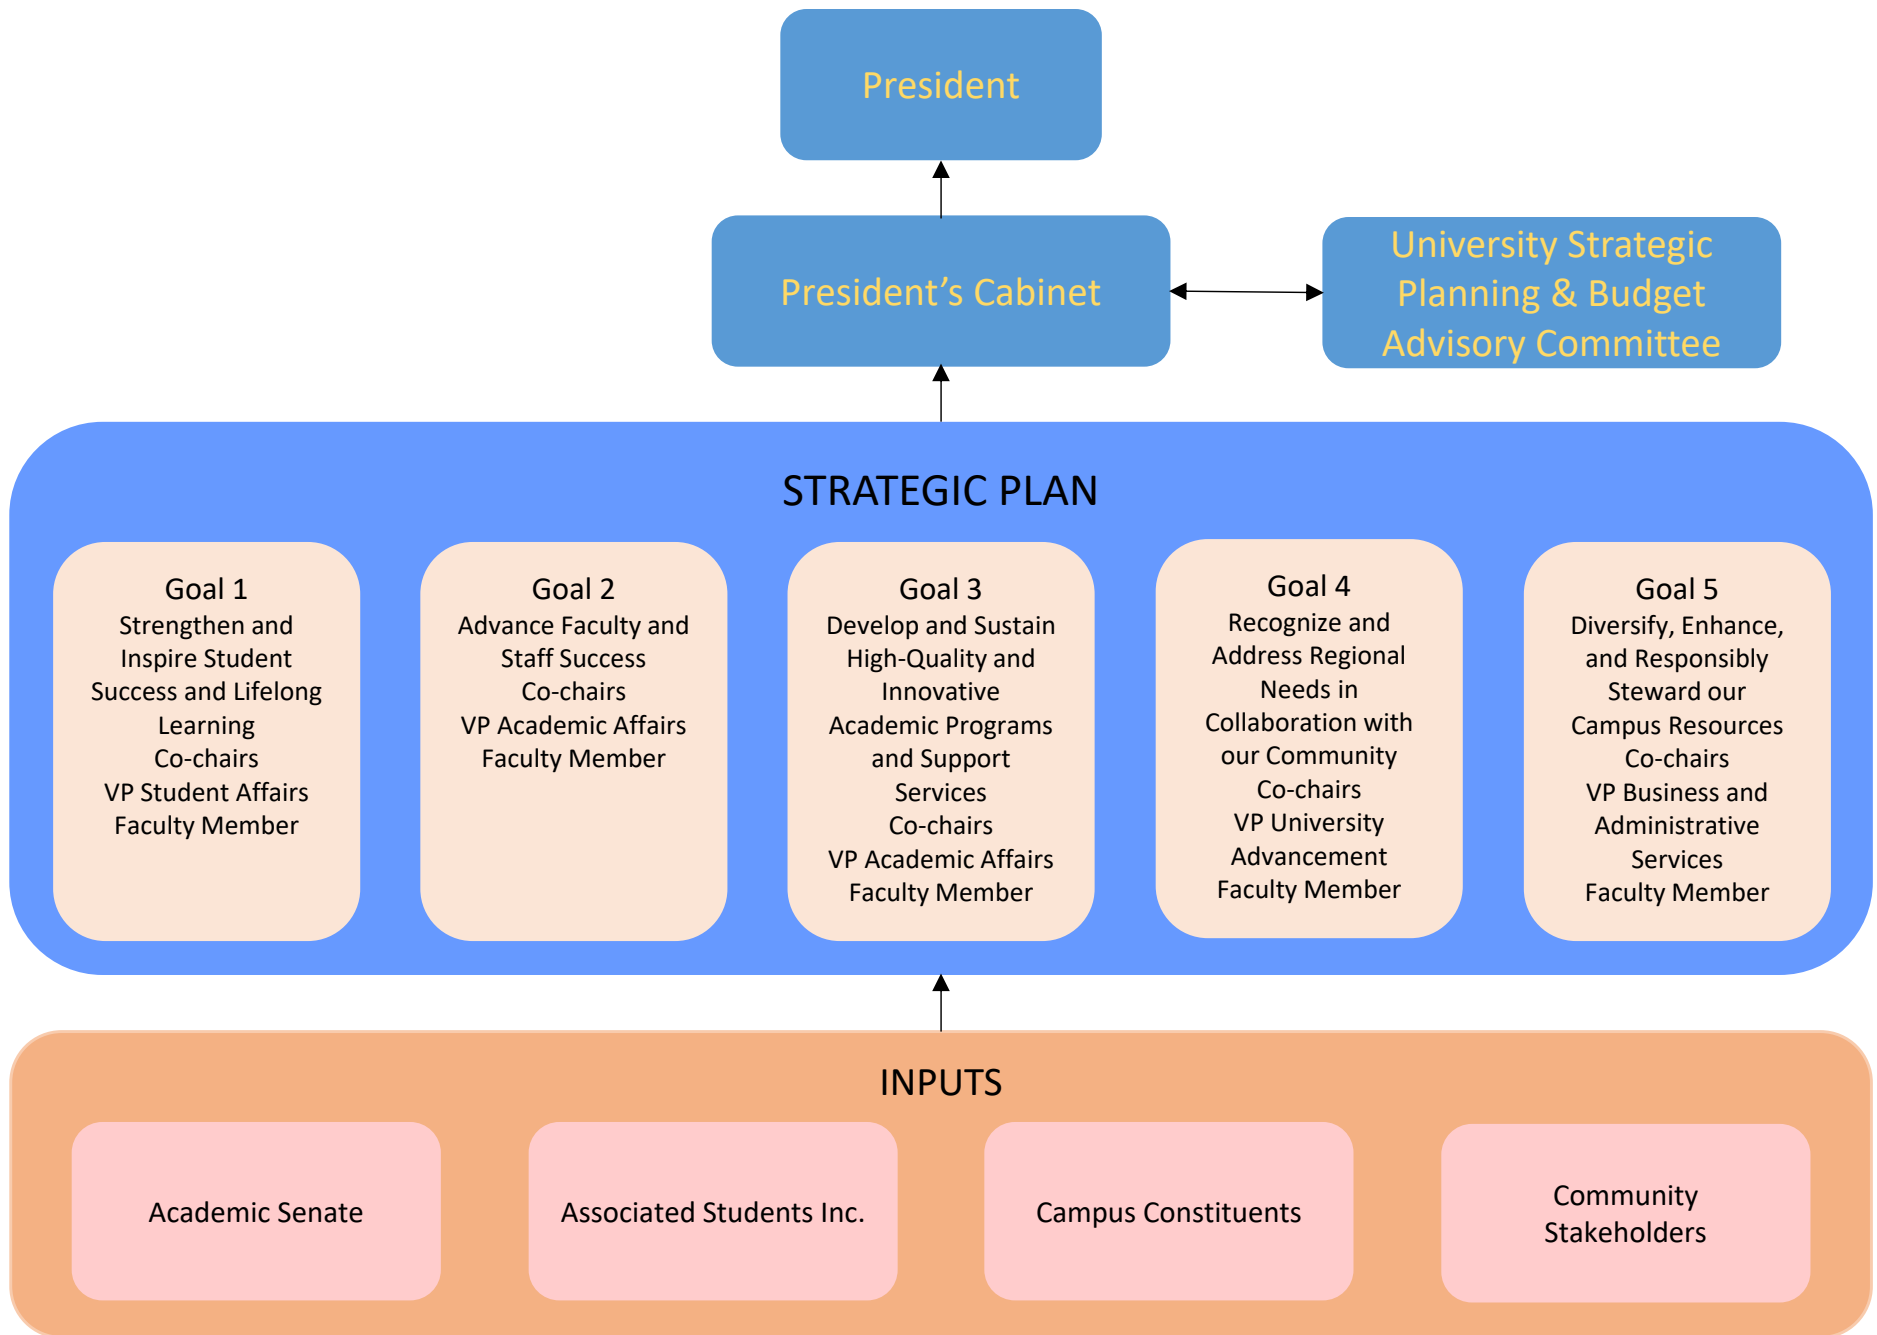 President
President’s Cabinet
University Strategic
Planning & Budget
Advisory Committee
STRATEGIC PLAN
Goal 1
Strengthen and
Inspire Student
Success and Lifelong
Learning
Co-chairs
VP Student Affairs
Faculty Member
Goal 2
Advance Faculty and
Staff Success
Co-chairs
VP Academic Affairs
Faculty Member
Goal 3
Develop and Sustain
High-Quality and
Innovative
Academic Programs
and Support
Services
Co-chairs
VP Academic Affairs
Faculty Member
Goal 4
Recognize and
Address Regional
Needs in
Collaboration with
our Community
Co-chairs
VP University
Advancement
Faculty Member
Goal 5
Diversify, Enhance,
and Responsibly
Steward our
Campus Resources
Co-chairs
VP Business and
Administrative
Services
Faculty Member
INPUTS
Academic Senate
Associated Students Inc.
Campus Constituents
Community
Stakeholders